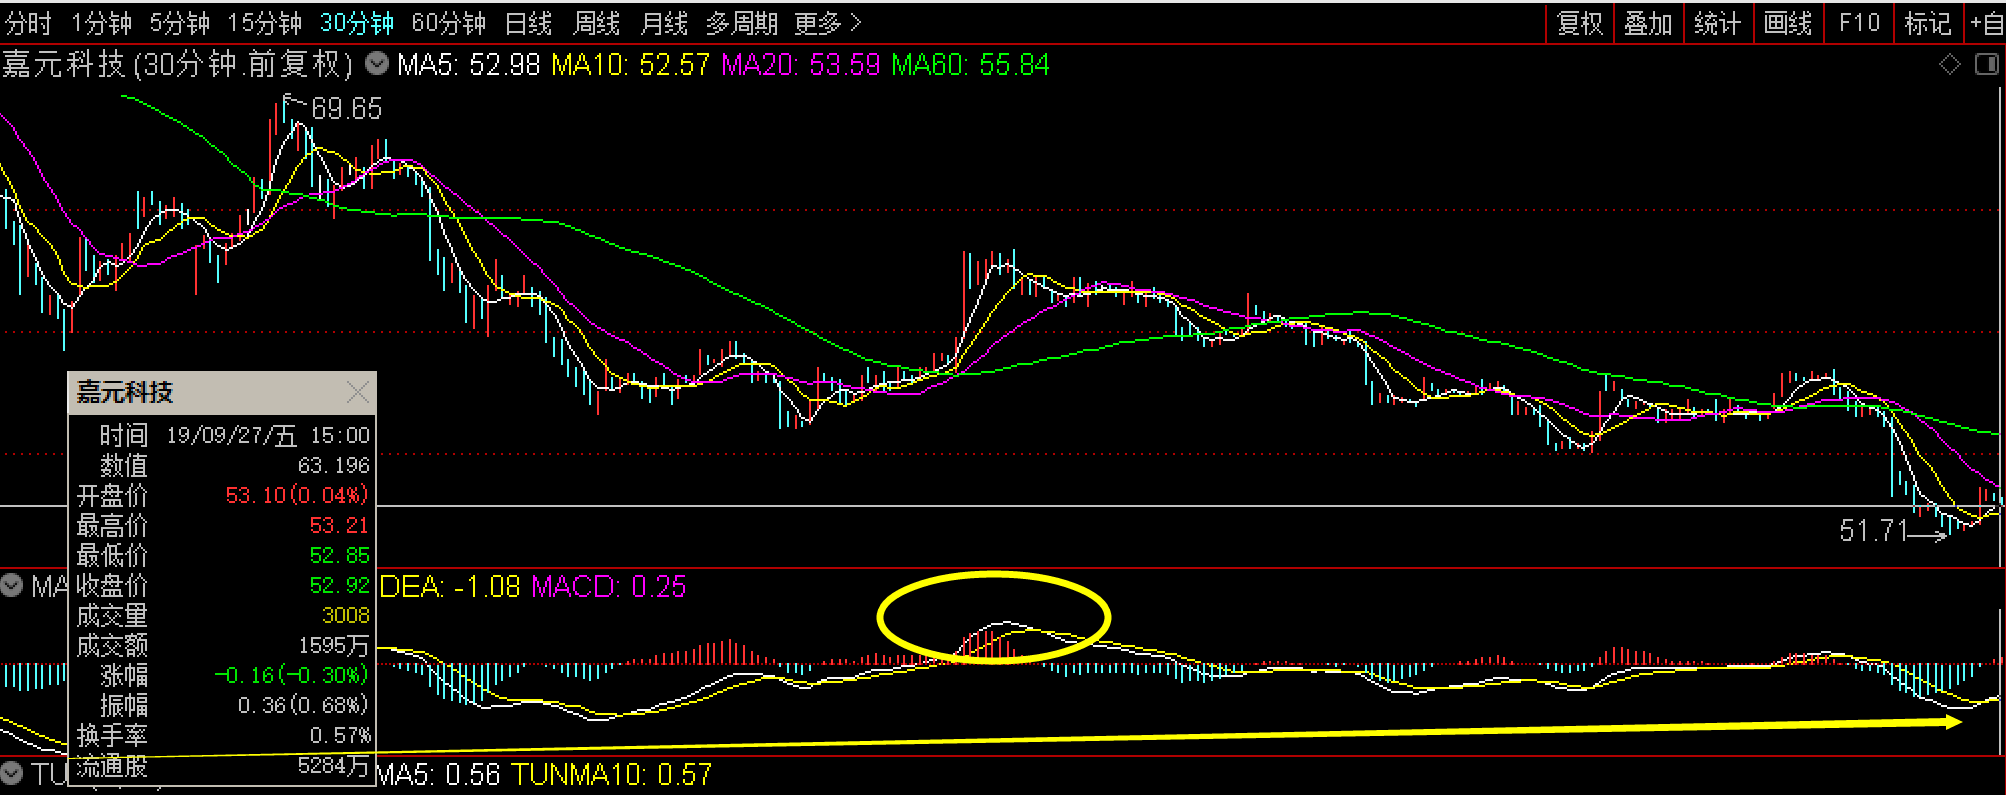 分时 1分钟 5分钟 15分钟 30分钟 60分钟 日线 周线 月线 多周期 更多 复权 叠加 统计 画线 F10 标记 +自
嘉元科技(30分钟.前复权) MA5: 52.98 MA10: 52.57 MA20: 53.59 MA60: 55.84
69.65
嘉元科技
时间 19/09/27/五 15:00
数值 63.196
开盘价 53.10(0.04%)
最高价 53.21
51.71
最低价 52.85
MA
收盘价 52.92
DEA: -1.08 MACD: 0.25
成交量 3008
成交额 1595万
涨幅 -0.16(-0.30%)
振幅 0.36(0.68%)
换手率 0.57%
流通股 5284万
TU
MA5: 0.56 TUNMA10: 0.57